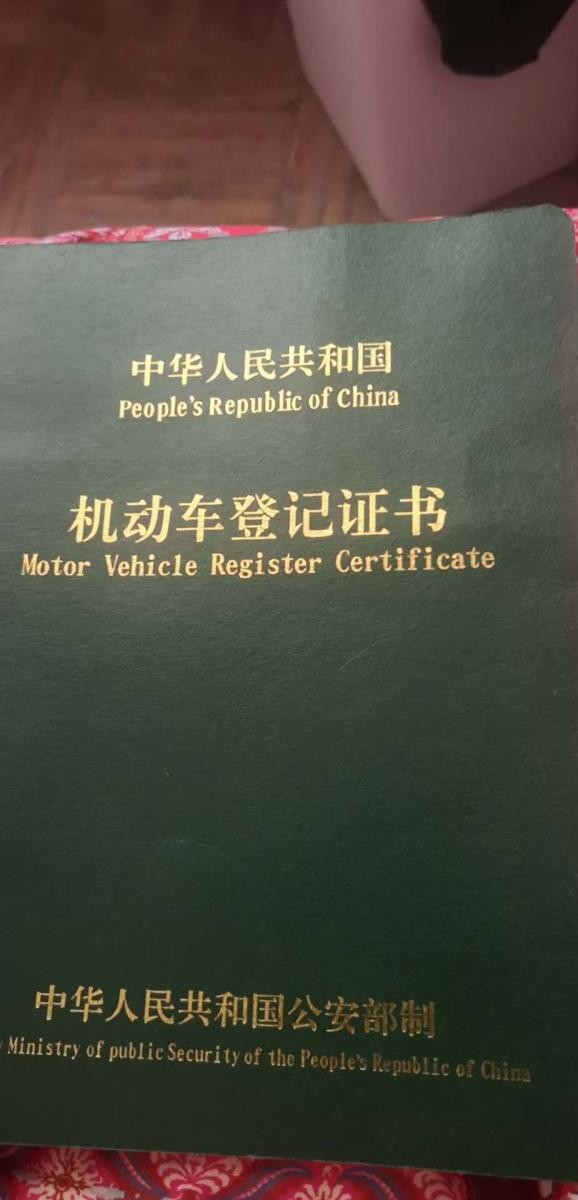 中华人民共和国
People's Republic of China
机动车登记证书
Motor Vehicle Register Certificate
中华人民共和国公安部制
Ministry of public Security of the People's Republic of China